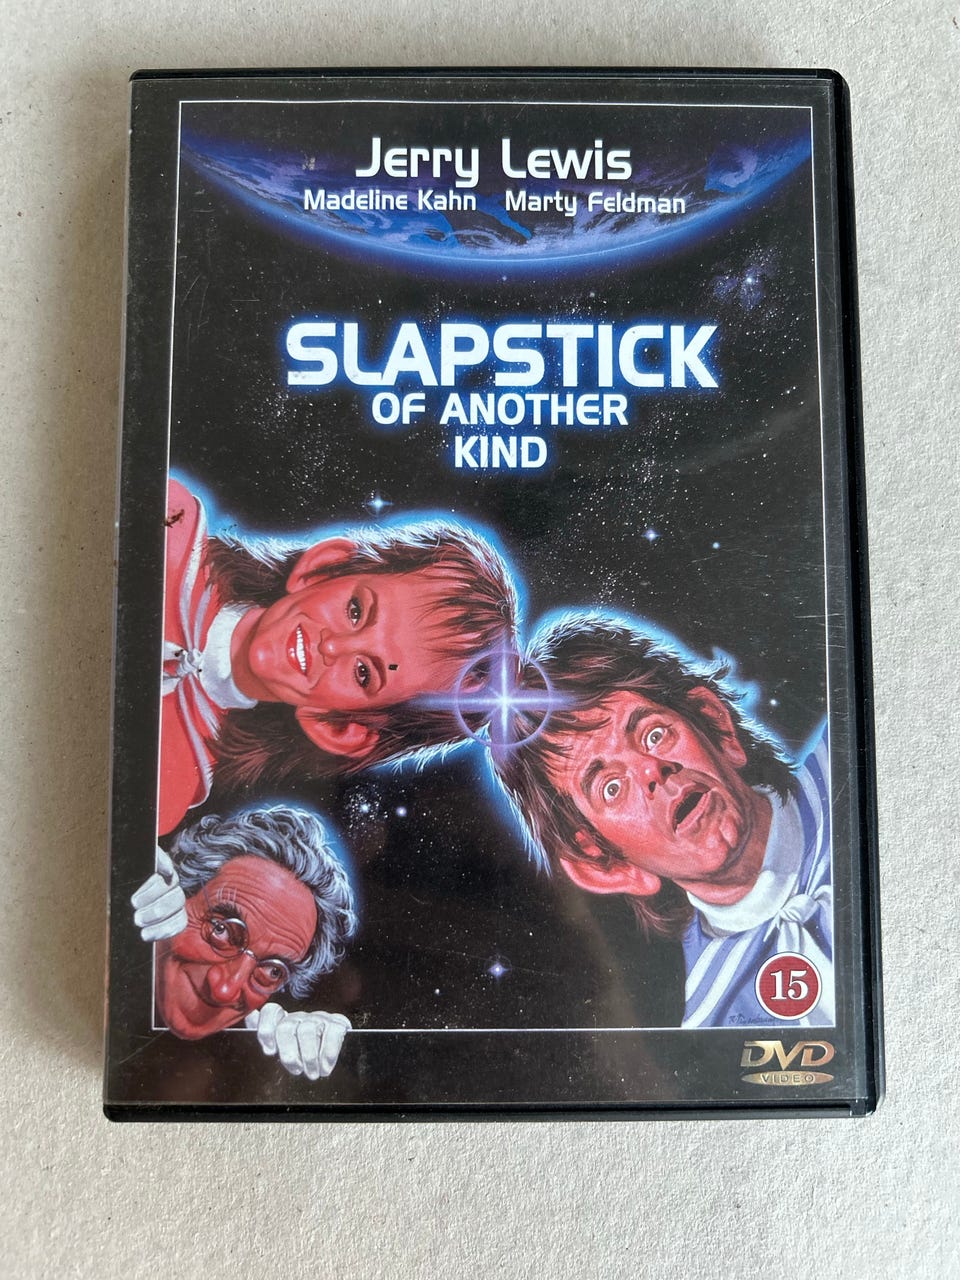 Jerry Lewis
Madeline Kahn Marty Feldman
SLAPSTICK
OF ANOTHER
KIND
15
DVD
VIDEO